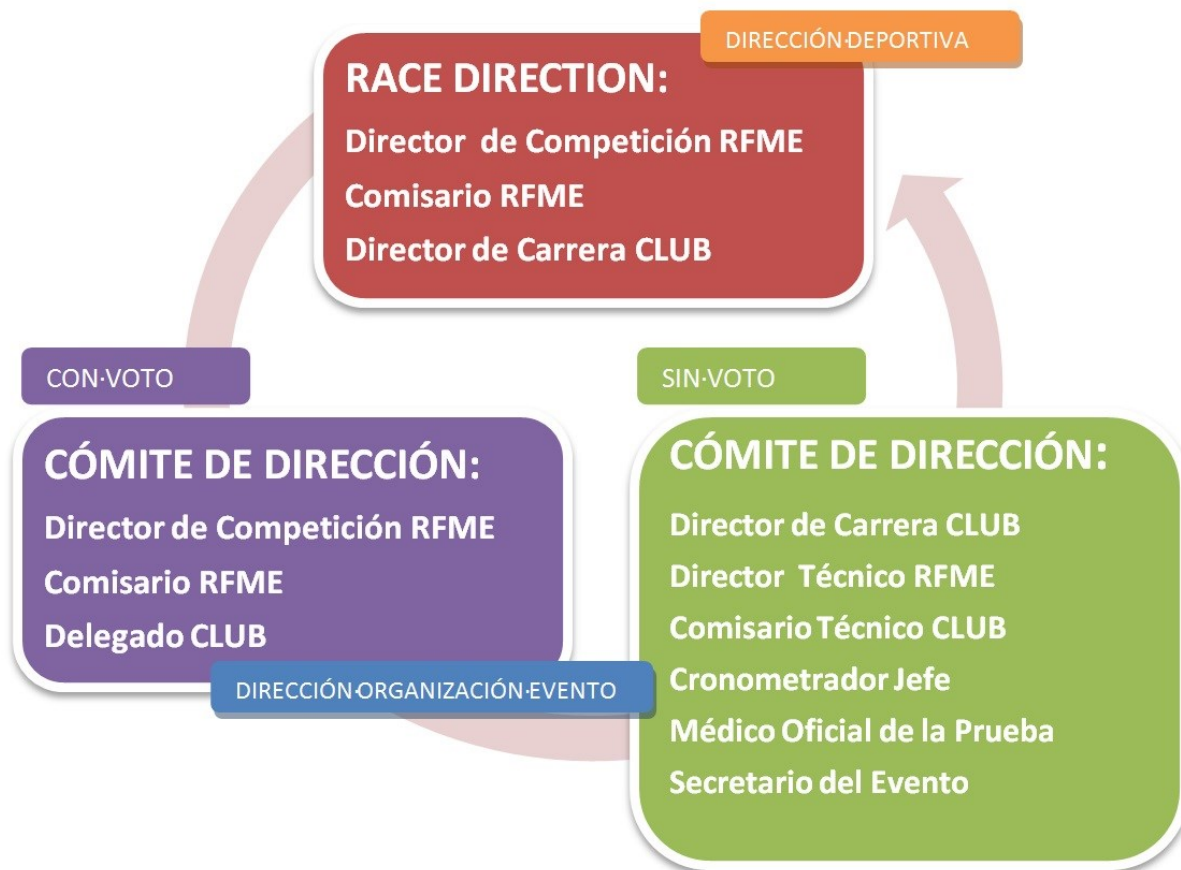 DIRECCIÓN·DEPORTIVA
RACE DIRECTION:
Director de Competición RFME
Comisario RFME
Director de Carrera CLUB
CON·VOTO
CÓMITE DE DIRECCIÓN:
Director de Competición RFME
Comisario RFME
Delegado CLUB
DIRECCIÓN·ORGANIZACIÓN·EVENTO
SIN·VOTO
CÓMITE DE DIRECCIÓN:
Director de Carrera CLUB
Director Técnico RFME
Comisario Técnico CLUB
Cronometrador Jefe
Médico Oficial de la Prueba
Secretario del Evento